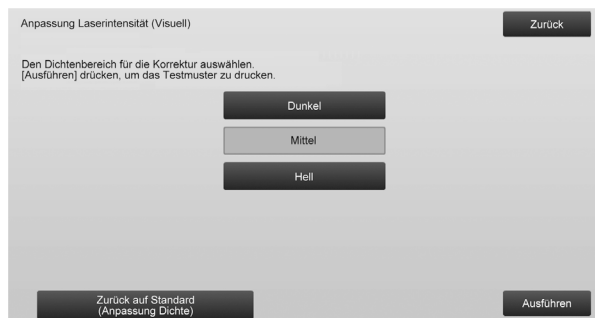 Anpassung Laserintensität (Visuell)
Zurück
Den Dichtenbereich für die Korrektur auswählen.
[Ausführen] drücken, um das Testmuster zu drucken.
Dunkel
Mittel
Hell
Zurück auf Standard
(Anpassung Dichte)
Ausführen